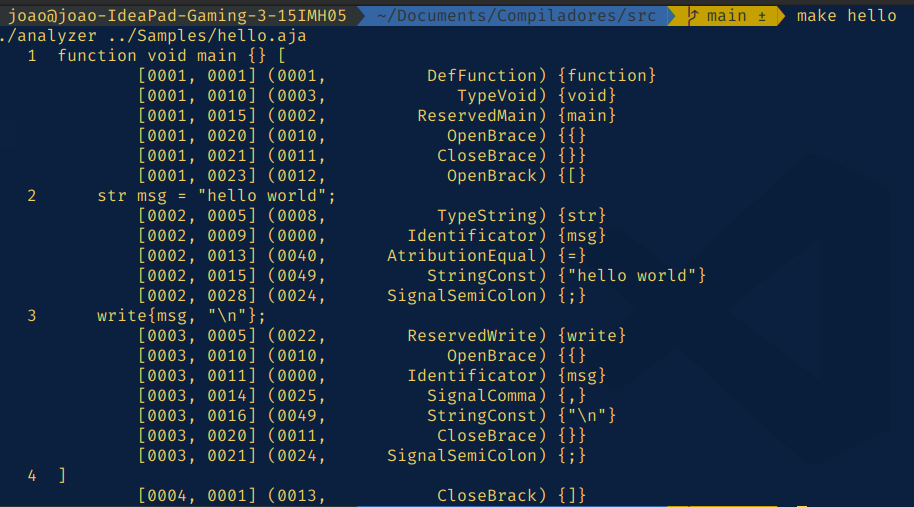 joao@joao-IdeaPad-Gaming-3-15IMH05 ~/Documents/Compiladores/src main ± make hello
./analyzer ../Samples/hello.aja
1 function void main {} [
[0001, 0001] (0001, DefFunction) {function}
[0001, 0010] (0003, TypeVoid) {void}
[0001, 0015] (0002, ReservedMain) {main}
[0001, 0020] (0010, OpenBrace) {{}
[0001, 0021] (0011, CloseBrace) {}}
[0001, 0023] (0012, OpenBrack) {[}
2 str msg = "hello world";
[0002, 0005] (0008, TypeString) {str}
[0002, 0009] (0000, Identificator) {msg}
[0002, 0013] (0040, AtributionEqual) {=}
[0002, 0015] (0049, StringConst) {"hello world"}
[0002, 0028] (0024, SignalSemiColon) {;}
3 write{msg, "\n"};
[0003, 0005] (0022, ReservedWrite) {write}
[0003, 0010] (0010, OpenBrace) {{}
[0003, 0011] (0000, Identificator) {msg}
[0003, 0014] (0025, SignalComma) {,}
[0003, 0016] (0049, StringConst) {"\n"}
[0003, 0020] (0011, CloseBrace) {}}
[0003, 0021] (0024, SignalSemiColon) {;}
4 ]
[0004, 0001] (0013, CloseBrack) {]}